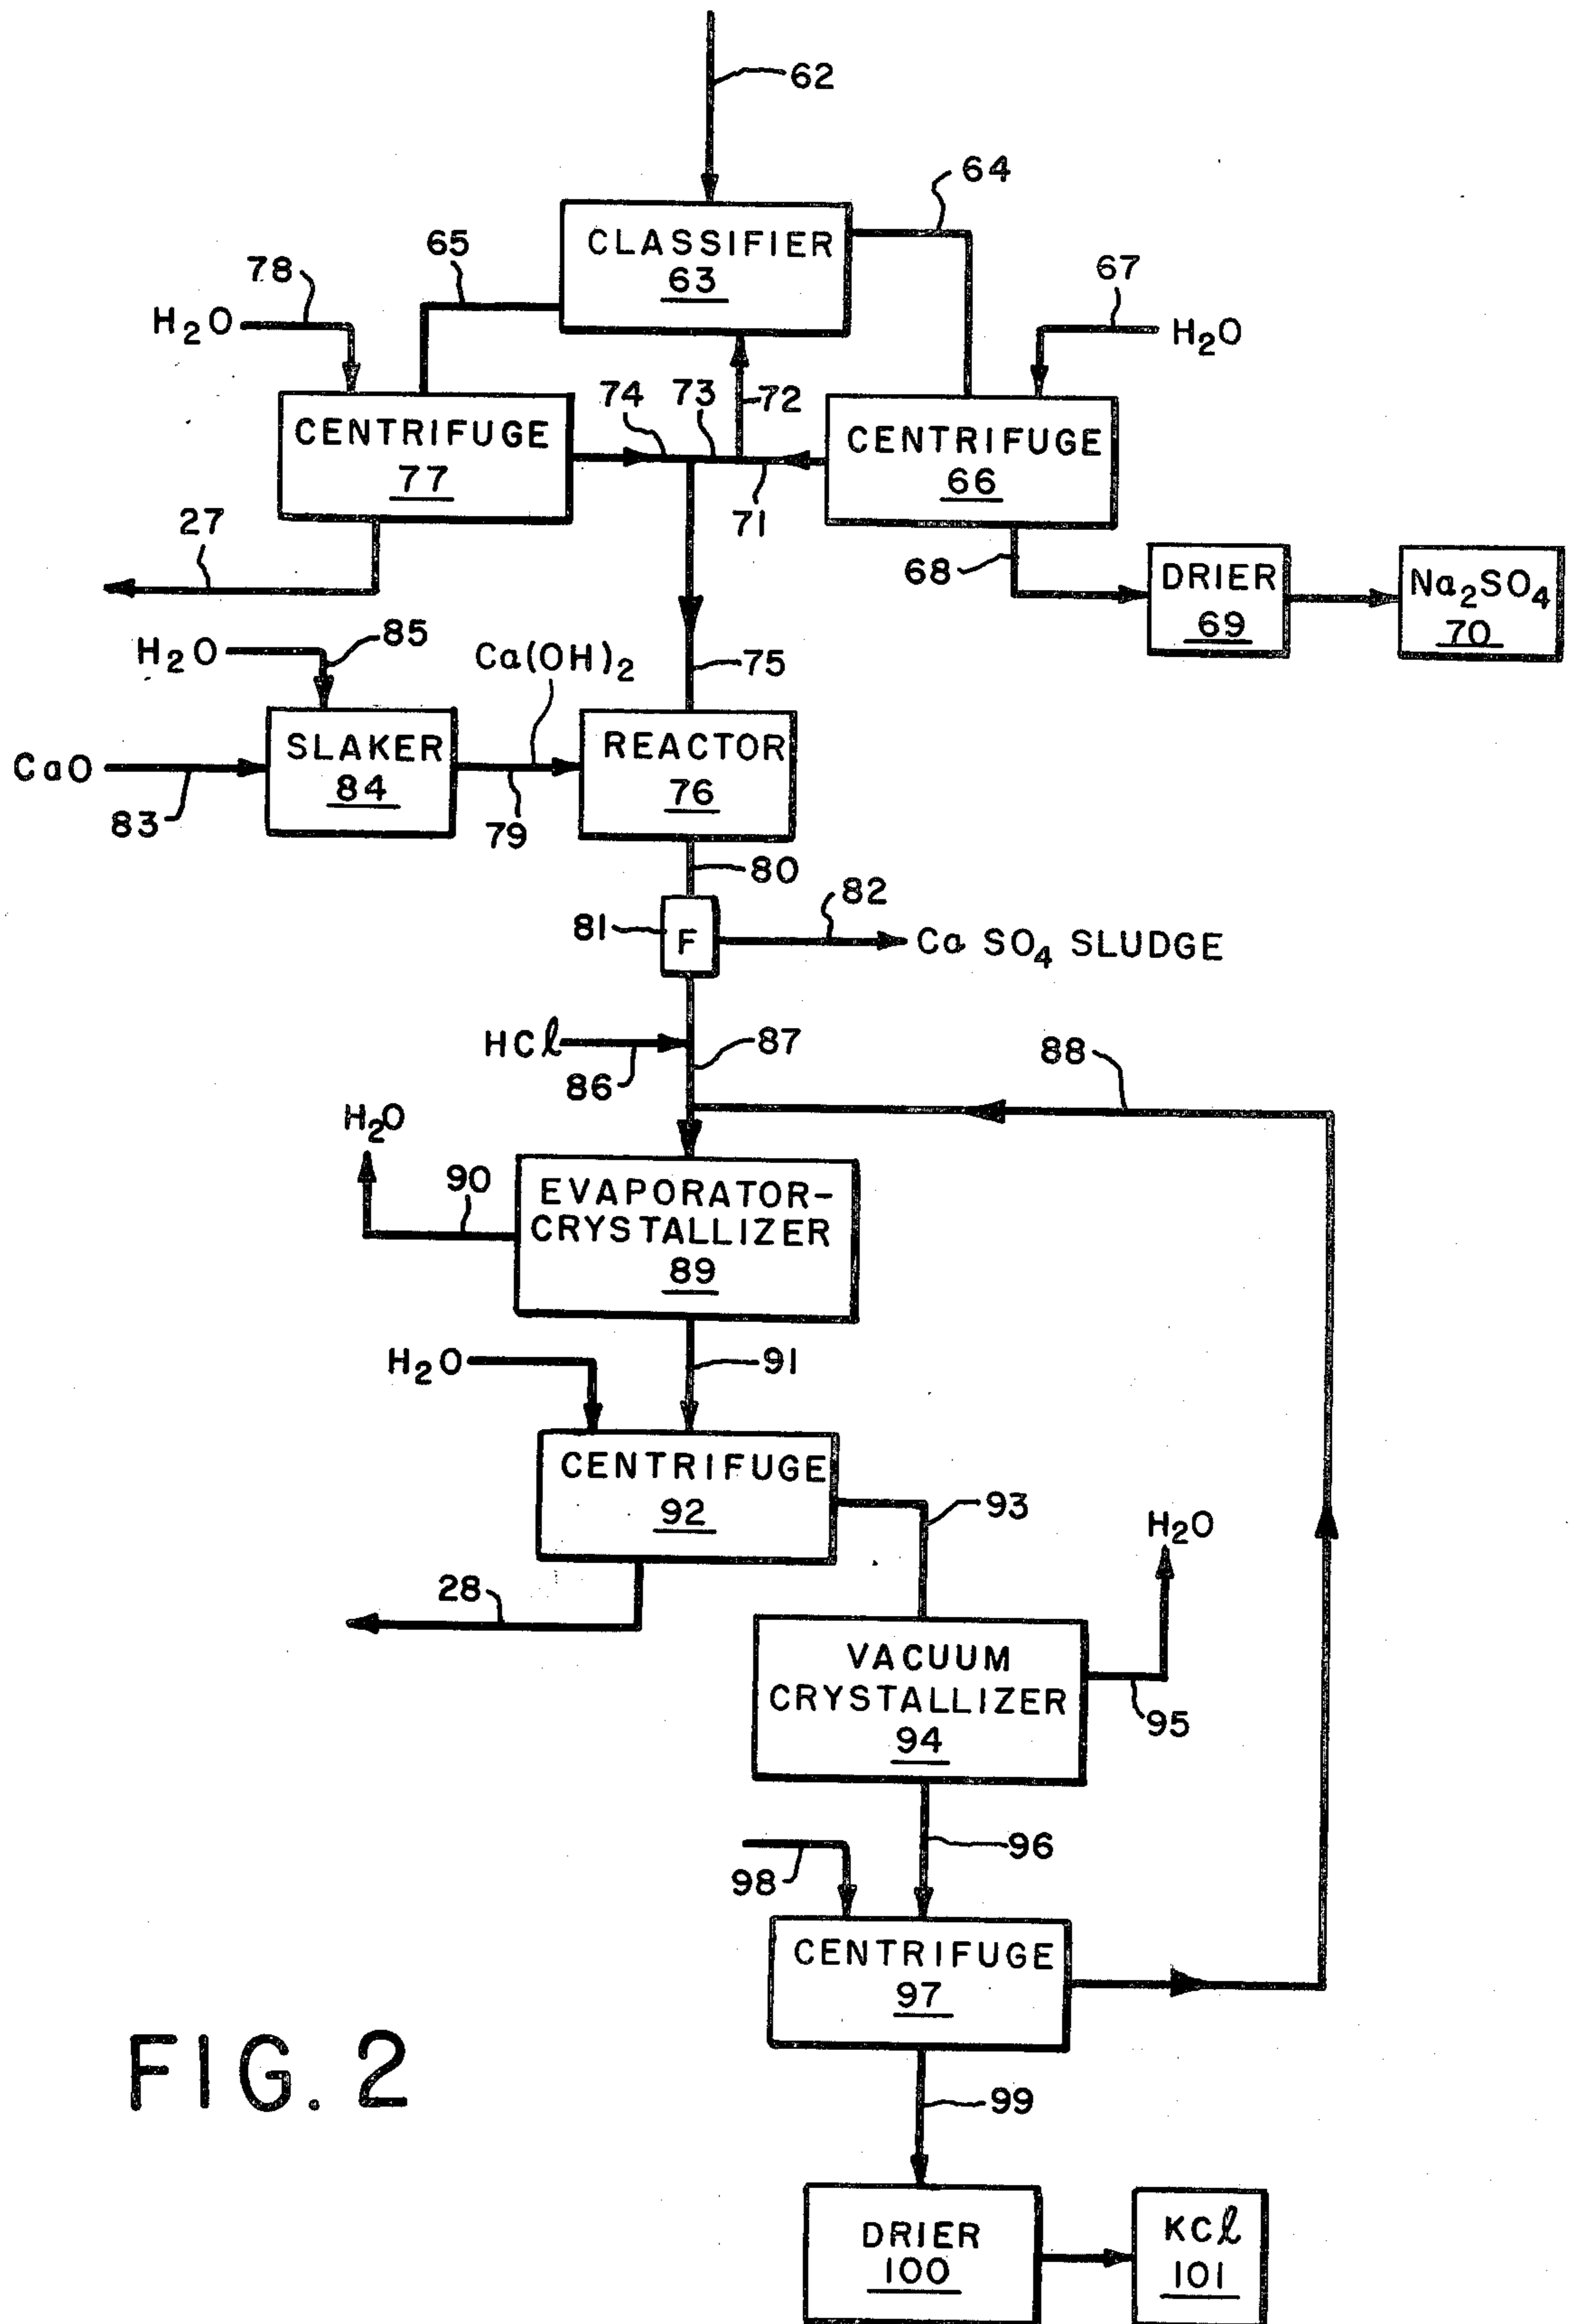 62
64
CLASSIFIER
63
65
78
H2O
67
H2O
74
73
72
CENTRIFUGE
77
CENTRIFUGE
66
71
27
68
DRIER
69
Na2SO4
70
H2O
85
Ca(OH)2
75
SLAKER
84
REACTOR
76
CaO
83
79
80
81
F
82
Ca SO4 SLUDGE
HCl
86
87
88
H2O
90
EVAPORATOR-
CRYSTALLIZER
89
H2O
91
CENTRIFUGE
92
93
H2O
28
VACUUM
CRYSTALLIZER
94
95
96
98
CENTRIFUGE
97
FIG. 2
99
DRIER
100
KCl
101